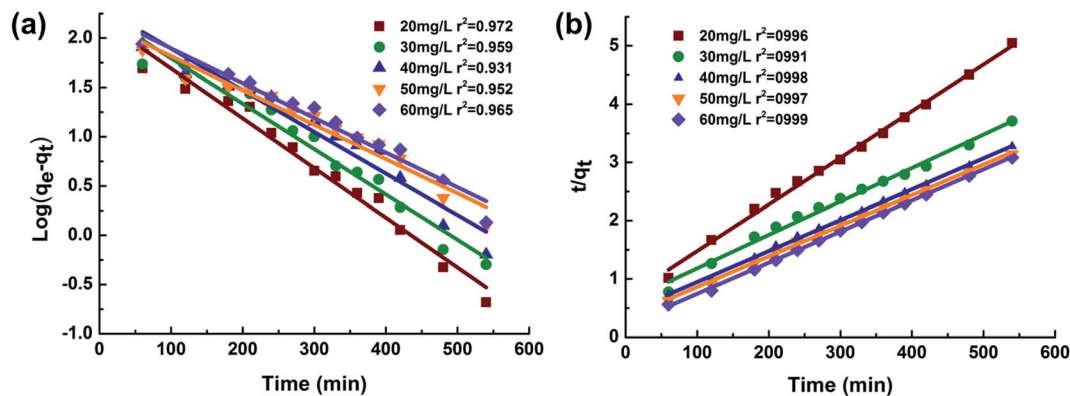 (a)
20mg/L r²=0.972
30mg/L r²=0.959
40mg/L r²=0.931
50mg/L r²=0.952
60mg/L r²=0.965
Log(qe-qt)
2.0
1.5
1.0
0.5
0.0
-0.5
-1.0
0 100 200 300 400 500 600
Time (min)
(b)
20mg/L r²=0996
30mg/L r²=0991
40mg/L r²=0998
50mg/L r²=0997
60mg/L r²=0999
t/qt
5
4
3
2
1
0
0 100 200 300 400 500 600
Time (min)